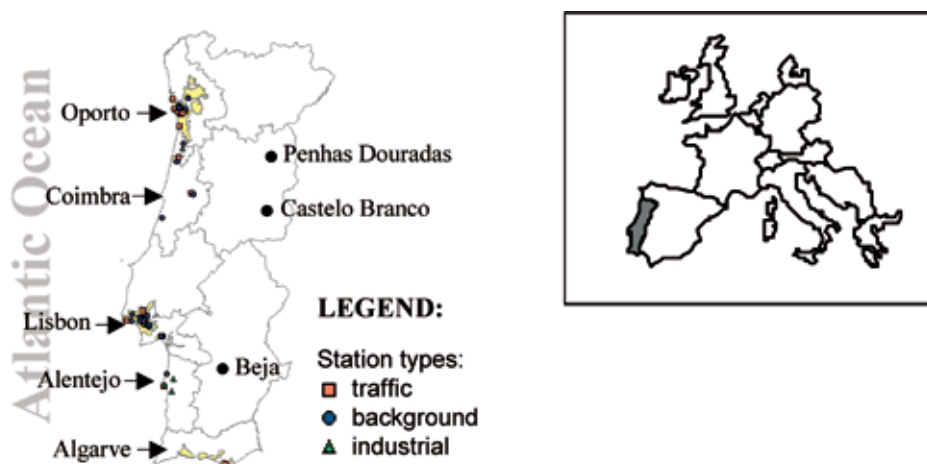 Atlantic Ocean
Oporto
Penhas Douradas
Coimbra
Castelo Branco
Lisbon
LEGEND:
Station types:
Beja
Alentejo
traffic
background
Algarve
industrial